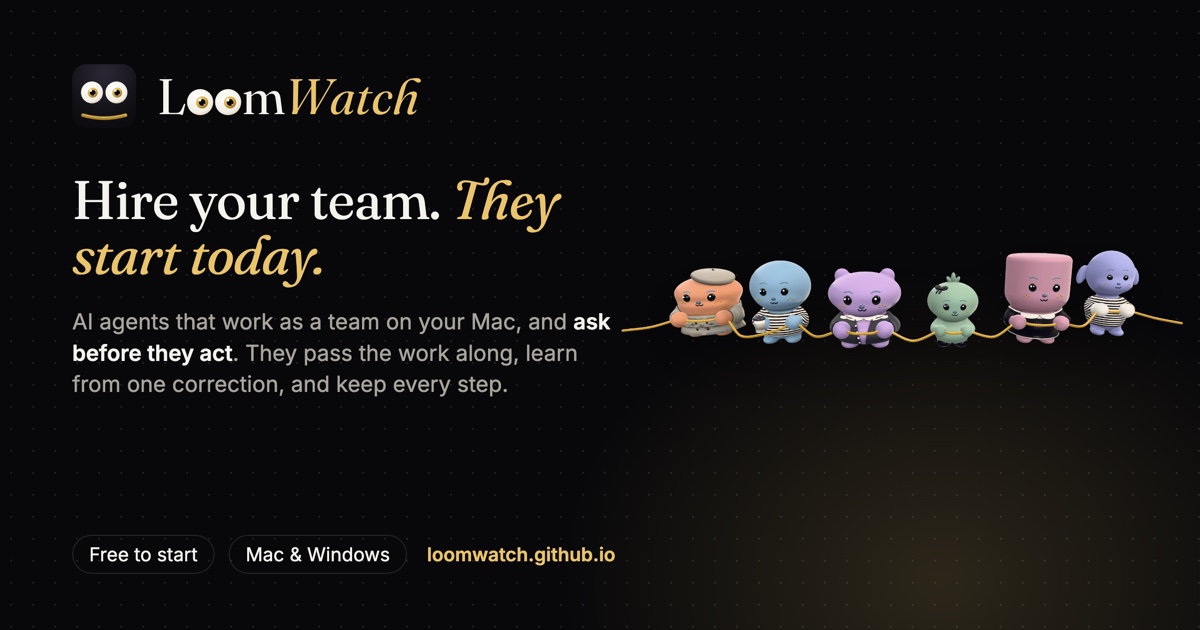 LoomWatch
Hire your team. They
start today.
AI agents that work as a team on your Mac, and ask
before they act. They pass the work along, learn
from one correction, and keep every step.
Free to start
Mac & Windows
loomwatch.github.io